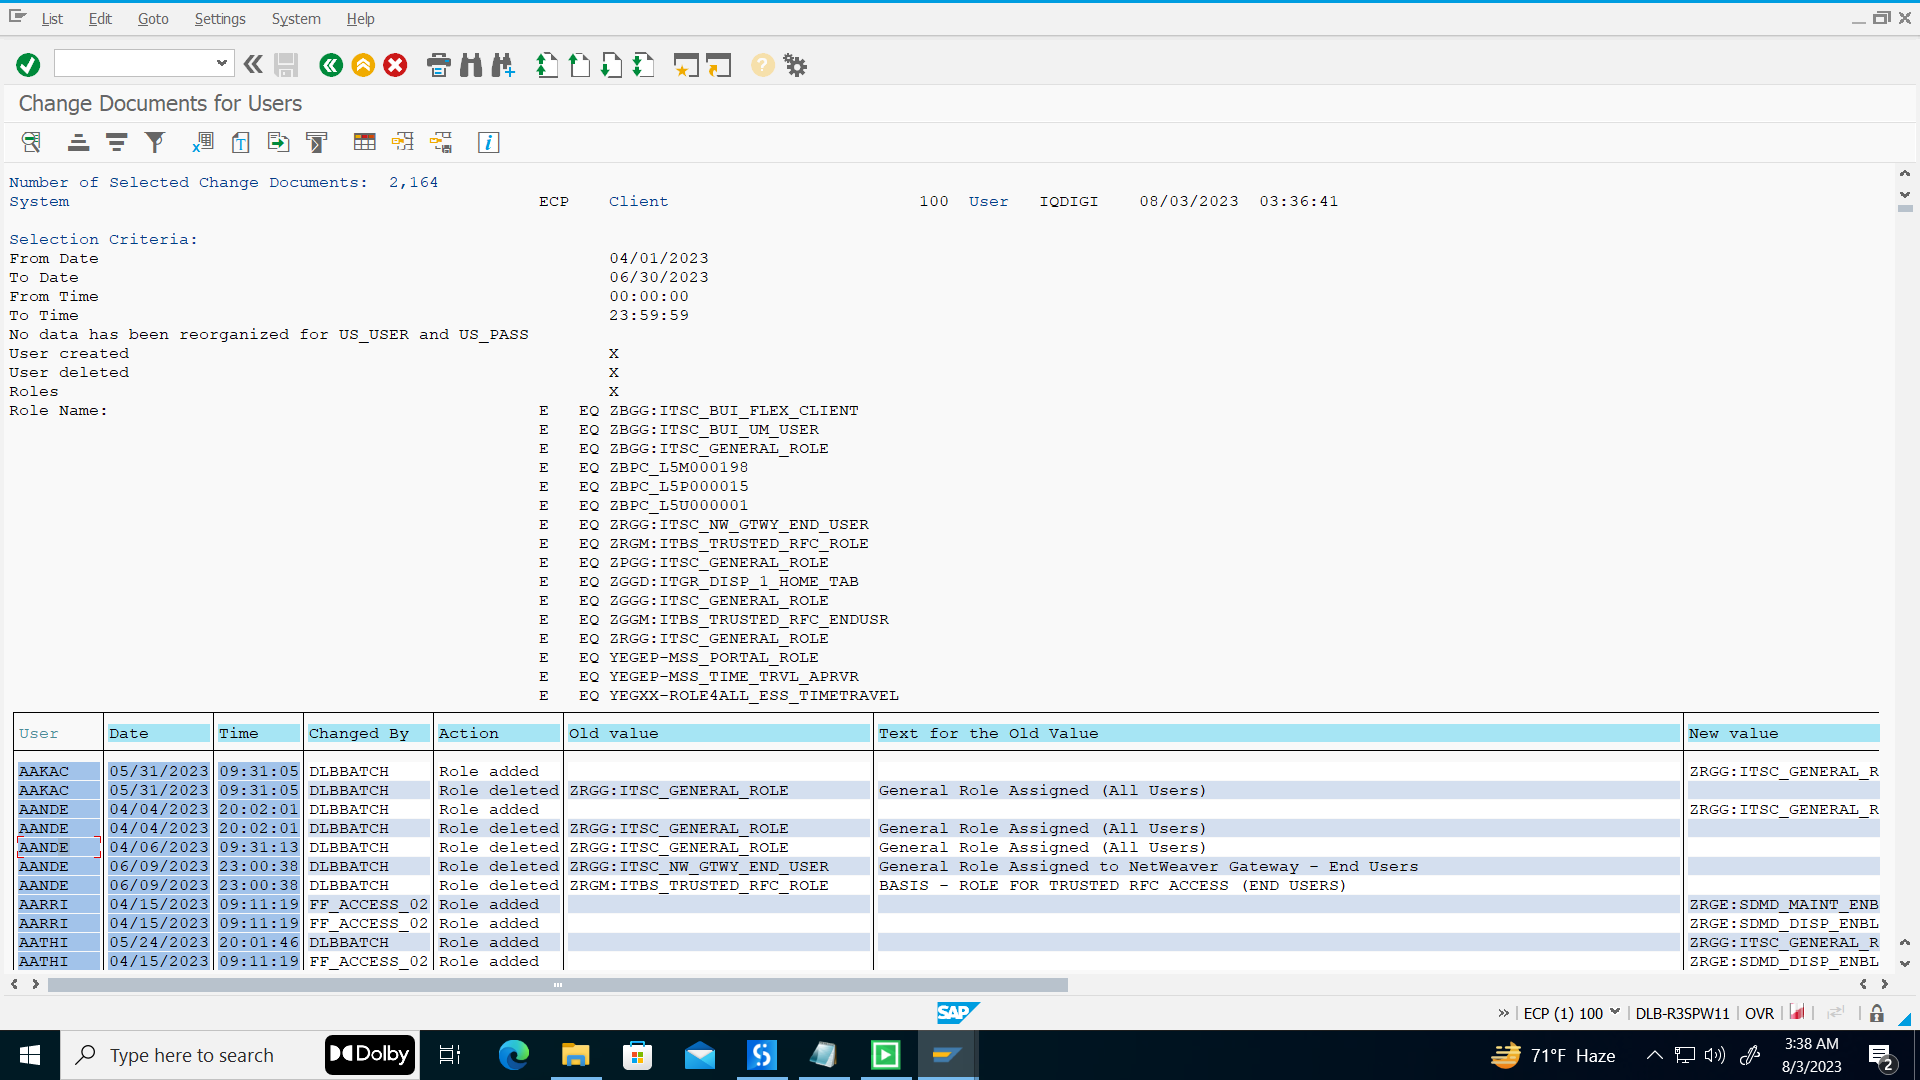 List Edit Goto Settings System Help
Change Documents for Users
Number of Selected Change Documents: 2,164
System ECP Client 100 User IQDIGI 08/03/2023 03:36:41
Selection Criteria:
From Date 04/01/2023
To Date 06/30/2023
From Time 00:00:00
To Time 23:59:59
No data has been reorganized for US_USER and US_PASS
User created X
User deleted X
Roles X
Role Name: E EQ ZBGG:ITSC_BUI_FLEX_CLIENT
E EQ ZBGG:ITSC_BUI_UM_USER
E EQ ZBGG:ITSC_GENERAL_ROLE
E EQ ZBPC_L5M000198
E EQ ZBPC_L5P000015
E EQ ZBPC_L5U000001
E EQ ZRGG:ITSC_NW_GTWY_END_USER
E EQ ZRGM:ITBS_TRUSTED_RFC_ROLE
E EQ ZPGG:ITSC_GENERAL_ROLE
E EQ ZGGD:ITGR_DISP_1_HOME_TAB
E EQ ZGGG:ITSC_GENERAL_ROLE
E EQ ZGGM:ITBS_TRUSTED_RFC_ENDUSR
E EQ ZRGG:ITSC_GENERAL_ROLE
E EQ YEGEP-MSS_PORTAL_ROLE
E EQ YEGEP-MSS_TIME_TRVL_APRVR
E EQ YEGXX-ROLE4ALL_ESS_TIMETRAVEL
User Date Time Changed By Action Old value Text for the Old Value New value
AAKAC 05/31/2023 09:31:05 DLBBATCH Role added ZRGG:ITSC_GENERAL_R
AAKAC 05/31/2023 09:31:05 DLBBATCH Role deleted ZRGG:ITSC_GENERAL_ROLE General Role Assigned (All Users)
AANDE 04/04/2023 20:02:01 DLBBATCH Role added ZRGG:ITSC_GENERAL_R
AANDE 04/04/2023 20:02:01 DLBBATCH Role deleted ZRGG:ITSC_GENERAL_ROLE General Role Assigned (All Users)
AANDE 04/06/2023 09:31:13 DLBBATCH Role deleted ZRGG:ITSC_GENERAL_ROLE General Role Assigned (All Users)
AANDE 06/09/2023 23:00:38 DLBBATCH Role deleted ZRGG:ITSC_NW_GTWY_END_USER General Role Assigned to NetWeaver Gateway - End Users
AANDE 06/09/2023 23:00:38 DLBBATCH Role deleted ZRGM:ITBS_TRUSTED_RFC_ROLE BASIS - ROLE FOR TRUSTED RFC ACCESS (END USERS)
AARRI 04/15/2023 09:11:19 FF_ACCESS_02 Role added ZRGE:SDMD_MAINT_ENB
AARRI 04/15/2023 09:11:19 FF_ACCESS_02 Role added ZRGE:SDMD_DISP_ENBL
AATHI 05/24/2023 20:01:46 DLBBATCH Role added ZRGG:ITSC_GENERAL_R
AATHI 04/15/2023 09:11:19 FF_ACCESS_02 Role added ZRGE:SDMD_DISP_ENBL
SAP » ECP (1) 100 DLB-R3SPW11 OVR
Type here to search Dolby 71°F Haze 3:38 AM
8/3/2023 2